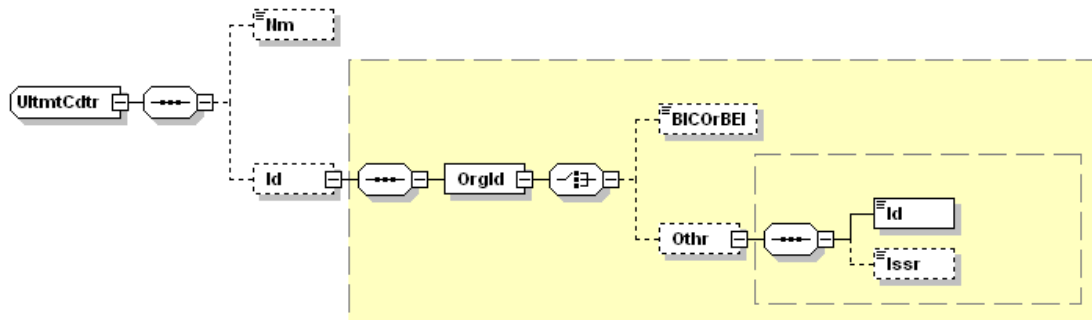 Nm
UltmtCdtr
BICOrBEI
Id
OrgId
Id
Othr
Issr